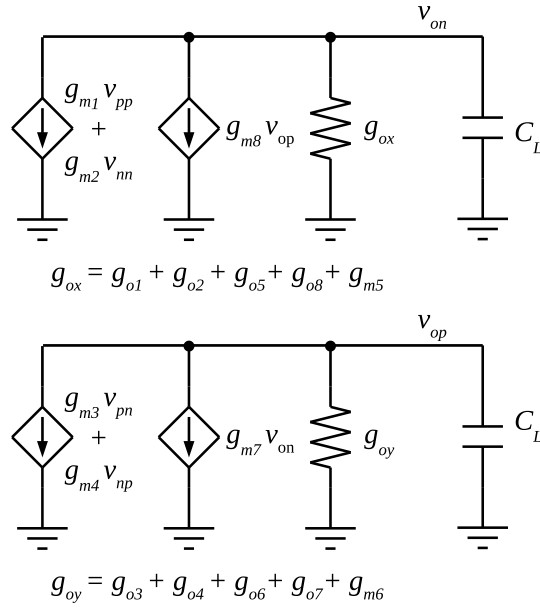 v_on
g_m1 v_pp
+
g_m2 v_nn
g_m8 v_op
g_ox
C_L
g_ox = g_o1 + g_o2 + g_o5 + g_o8 + g_m5
v_op
g_m3 v_pn
+
g_m4 v_np
g_m7 v_on
g_oy
C_L
g_oy = g_o3 + g_o4 + g_o6 + g_o7 + g_m6